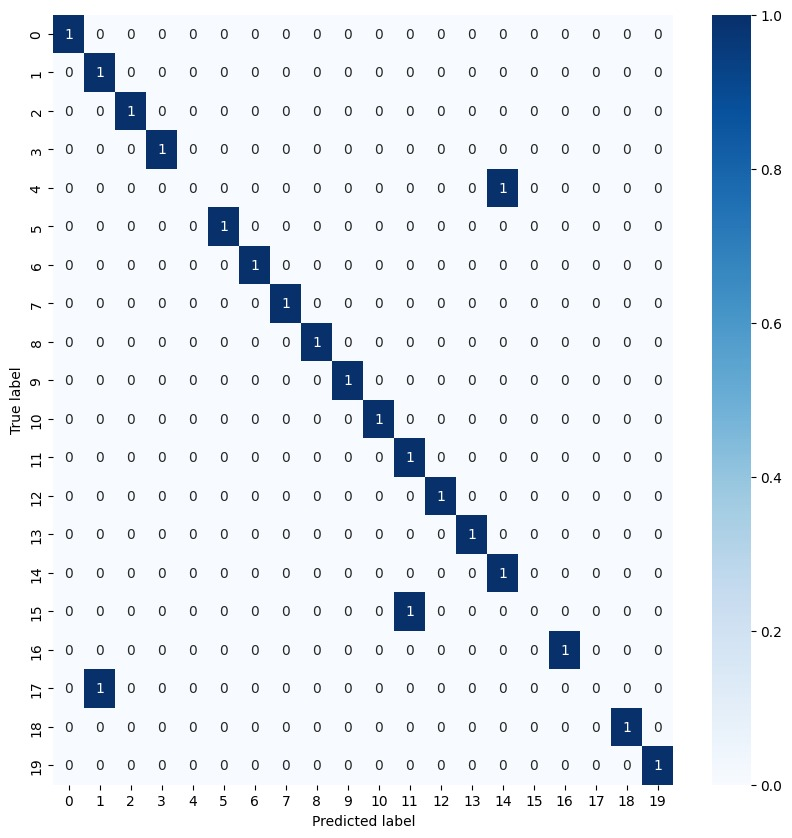 0 1 0 0 0 0 0 0 0 0 0 0 0 0 0 0 0 0 0 0 0 1.0
1 0 1 0 0 0 0 0 0 0 0 0 0 0 0 0 0 0 0 0 0
2 0 0 1 0 0 0 0 0 0 0 0 0 0 0 0 0 0 0 0 0
3 0 0 0 1 0 0 0 0 0 0 0 0 0 0 0 0 0 0 0 0
4 0 0 0 0 0 0 0 0 0 0 0 0 0 0 1 0 0 0 0 0 0.8
5 0 0 0 0 0 1 0 0 0 0 0 0 0 0 0 0 0 0 0 0
6 0 0 0 0 0 0 1 0 0 0 0 0 0 0 0 0 0 0 0 0
7 0 0 0 0 0 0 0 1 0 0 0 0 0 0 0 0 0 0 0 0
8 0 0 0 0 0 0 0 0 1 0 0 0 0 0 0 0 0 0 0 0 0.6
9 0 0 0 0 0 0 0 0 0 1 0 0 0 0 0 0 0 0 0 0
True label
10 0 0 0 0 0 0 0 0 0 0 1 0 0 0 0 0 0 0 0 0
11 0 0 0 0 0 0 0 0 0 0 0 1 0 0 0 0 0 0 0 0
12 0 0 0 0 0 0 0 0 0 0 0 0 1 0 0 0 0 0 0 0 0.4
13 0 0 0 0 0 0 0 0 0 0 0 0 0 1 0 0 0 0 0 0
14 0 0 0 0 0 0 0 0 0 0 0 0 0 0 1 0 0 0 0 0
15 0 0 0 0 0 0 0 0 0 0 0 1 0 0 0 0 0 0 0 0 0.2
16 0 0 0 0 0 0 0 0 0 0 0 0 0 0 0 0 1 0 0 0
17 0 1 0 0 0 0 0 0 0 0 0 0 0 0 0 0 0 0 0 0
18 0 0 0 0 0 0 0 0 0 0 0 0 0 0 0 0 0 0 1 0
19 0 0 0 0 0 0 0 0 0 0 0 0 0 0 0 0 0 0 0 1 0.0
0 1 2 3 4 5 6 7 8 9 10 11 12 13 14 15 16 17 18 19
Predicted label